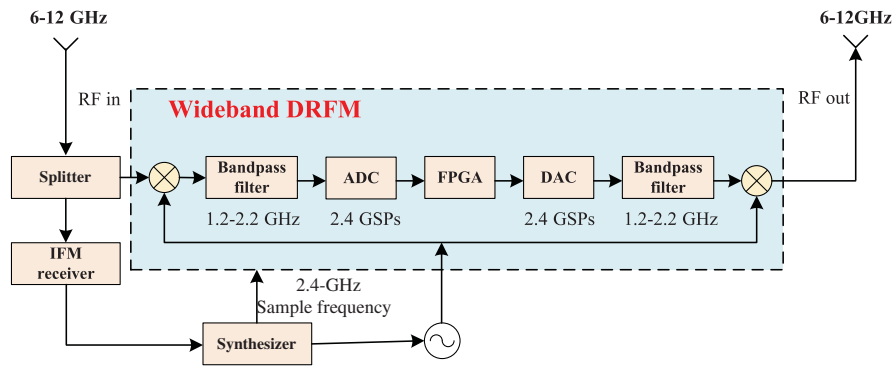 6-12 GHz
6-12GHz
RF in
RF out
Wideband DRFM
Splitter
Bandpass
filter
ADC
FPGA
DAC
Bandpass
filter
1.2-2.2 GHz
2.4 GSPs
2.4 GSPs
1.2-2.2 GHz
IFM
receiver
2.4-GHz
Sample frequency
Synthesizer